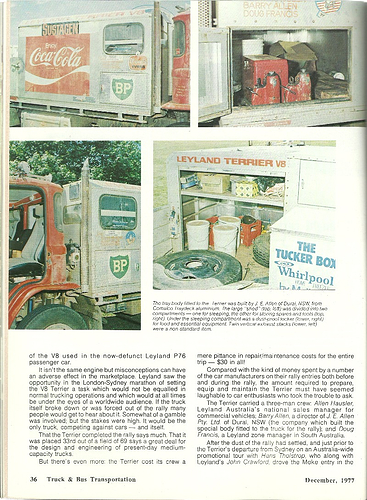 SUSTAGEN
Enjoy
Coca-Cola
BP
BARRY ALLEN
DOUG FRANCIS
BP
LEYLAND TERRIER V8
THE
TUCKER BOX
Whirlpool
The tray body fitted to the Terrier was built by J. E. Allen of Dural, NSW, from
Comalco Traydeck aluminium. The large "shed" (top, left) was divided into two
compartments — one for sleeping, the other for storing spares and tools (top,
right). Under the sleeping compartment was a dust-proof locker (lower, right)
for food and essential equipment. Twin vertical exhaust stacks (lower, left)
were a non-standard item.
of the V8 used in the now-defunct Leyland P76
passenger car.
It isn't the same engine but misconceptions can have
an adverse effect in the marketplace. Leyland saw the
opportunity in the London-Sydney marathon of setting
the V8 Terrier a task which would not be equalled in
normal trucking operations and which would at all times
be under the eyes of a worldwide audience. If the truck
itself broke down or was forced out of the rally many
people would get to hear about it. Somewhat of a gamble
was involved; but the stakes were high. It would be the
only truck, competing against cars — and itself.
That the Terrier completed the rally says much. That it
was placed 33rd out of a field of 69 says a great deal for
the design and engineering of present-day medium-
capacity trucks.
But there's even more: the Terrier cost its crew a
mere pittance in repair/maintenance costs for the entire
trip — $30 in all!
Compared with the kind of money spent by a number
of the car manufacturers on their rally entries both before
and during the rally, the amount required to prepare,
equip and maintain the Terrier must have seemed
laughable to car enthusiasts who took the trouble to ask.
The Terrier carried a three-man crew: Allen Hausler,
Leyland Australia's national sales manager for
commercial vehicles, Barry Allen, a director of J. E. Allen
Pty. Ltd. of Dural, NSW (the company which built the
special body fitted to the truck for the rally); and Doug
Francis, a Leyland zone manager in South Australia.
After the dust of the rally has settled, and just prior to
the Terrier's departure from Sydney on an Australia-wide
promotional tour with Hans Tholstrup, who along with
Leyland's John Crawford, drove the Moke entry in the
36 Truck & Bus Transportation
December, 1977